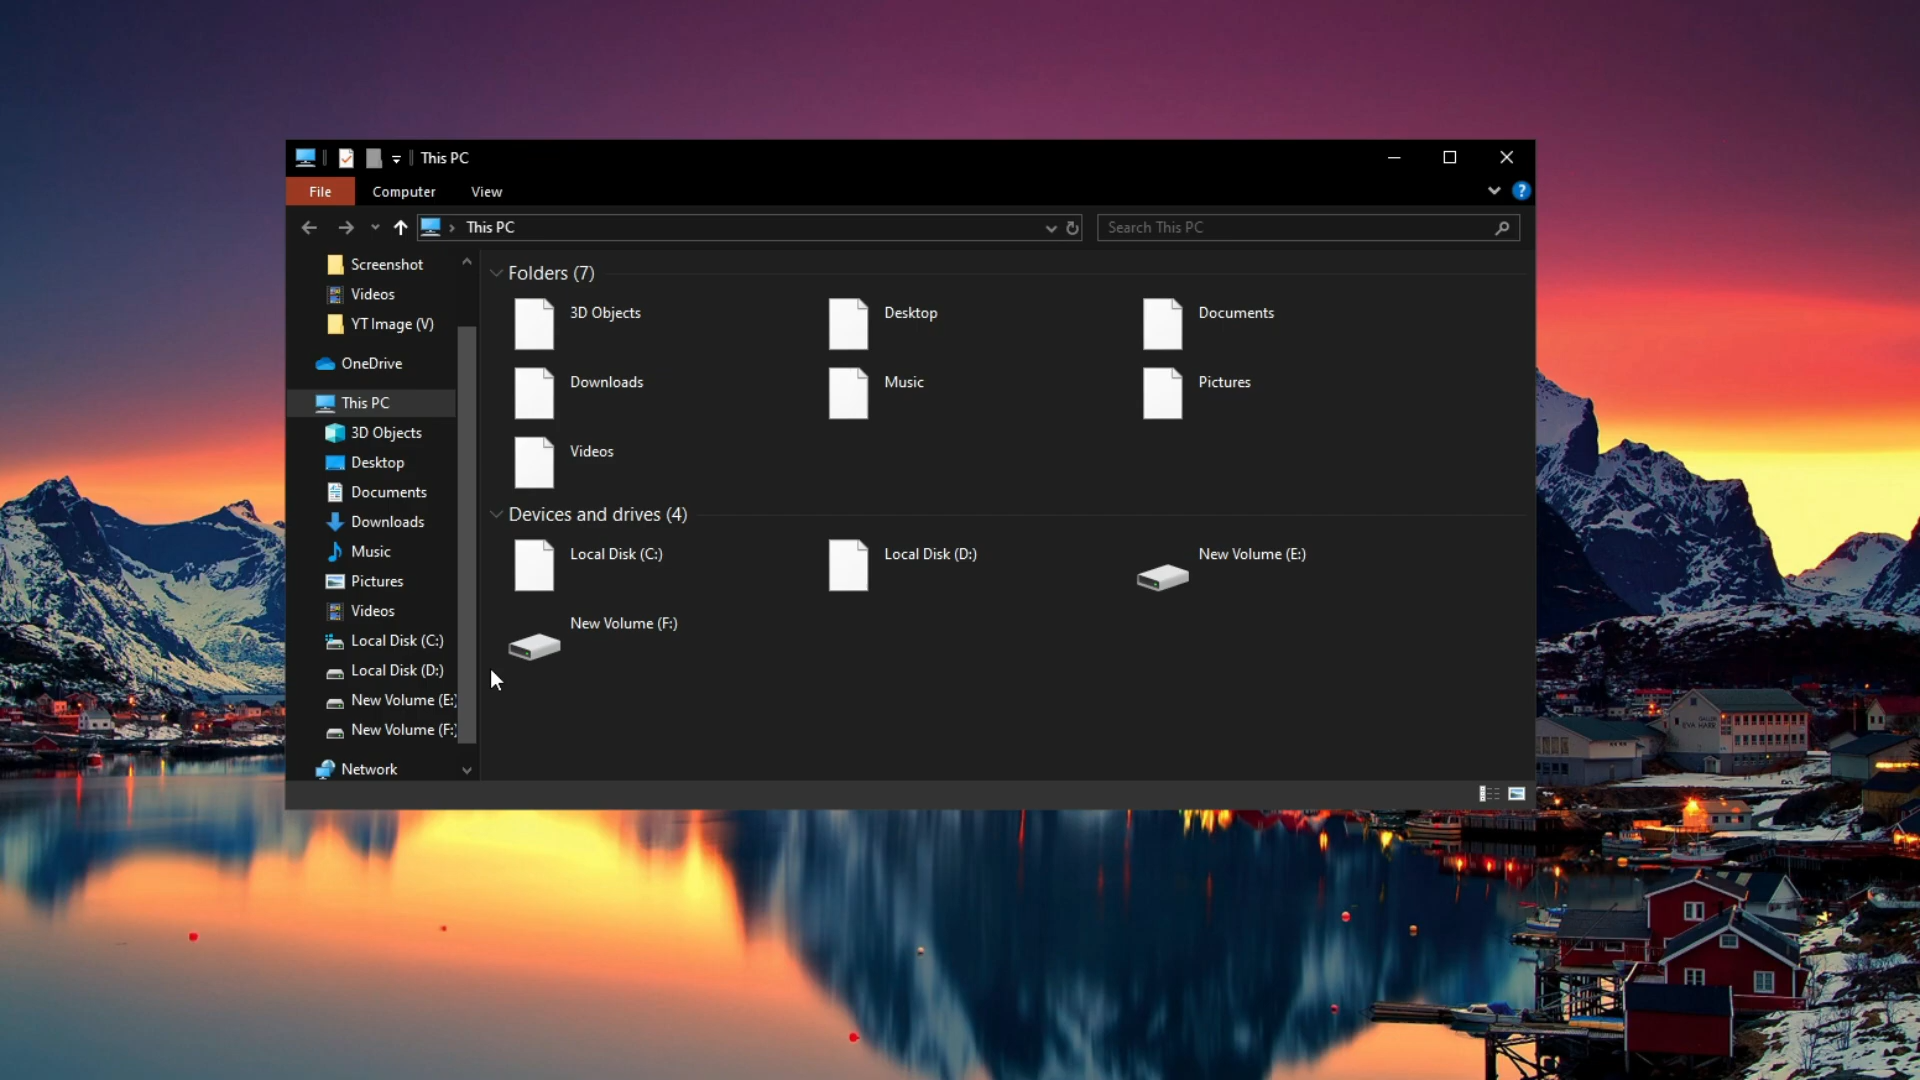 This PC
File
Computer
View
This PC
Search This PC
Screenshot
Videos
YT Image (V)
OneDrive
This PC
3D Objects
Desktop
Documents
Downloads
Music
Pictures
Videos
Local Disk (C:)
Local Disk (D:)
New Volume (E:
New Volume (F:
Network
Folders (7)
3D Objects
Desktop
Documents
Downloads
Music
Pictures
Videos
Devices and drives (4)
Local Disk (C:)
Local Disk (D:)
New Volume (E:)
New Volume (F:)
EVA HARR